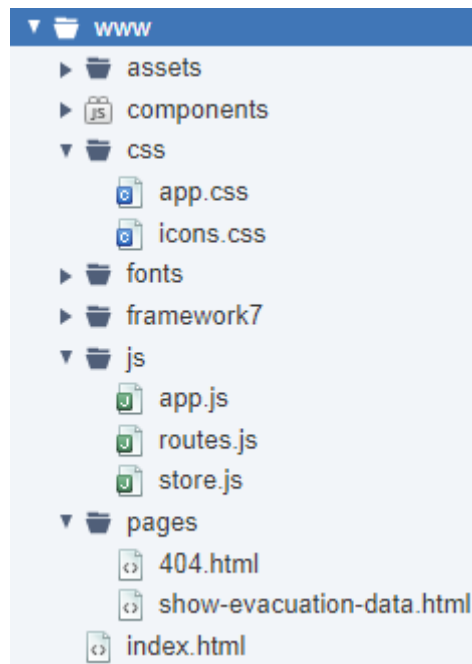 www
assets
JS components
css
C app.css
C icons.css
fonts
framework7
js
J app.js
J routes.js
J store.js
pages
404.html
show-evacuation-data.html
index.html